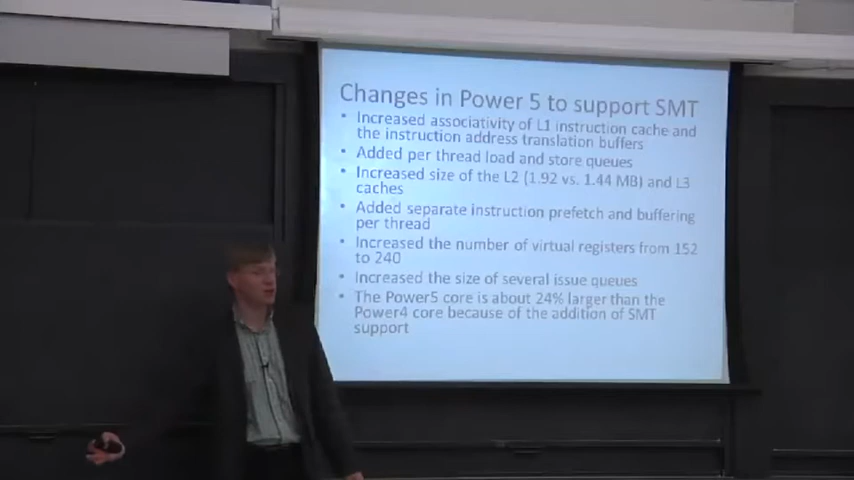 Changes in Power 5 to support SMT
• Increased associativity of L1 instruction cache and
the instruction address translation buffers
• Added per thread load and store queues
• Increased size of the L2 (1.92 vs. 1.44 MB) and L3
caches
• Added separate instruction prefetch and buffering
per thread
• Increased the number of virtual registers from 152
to 240
• Increased the size of several issue queues
• The Power5 core is about 24% larger than the
Power4 core because of the addition of SMT
support